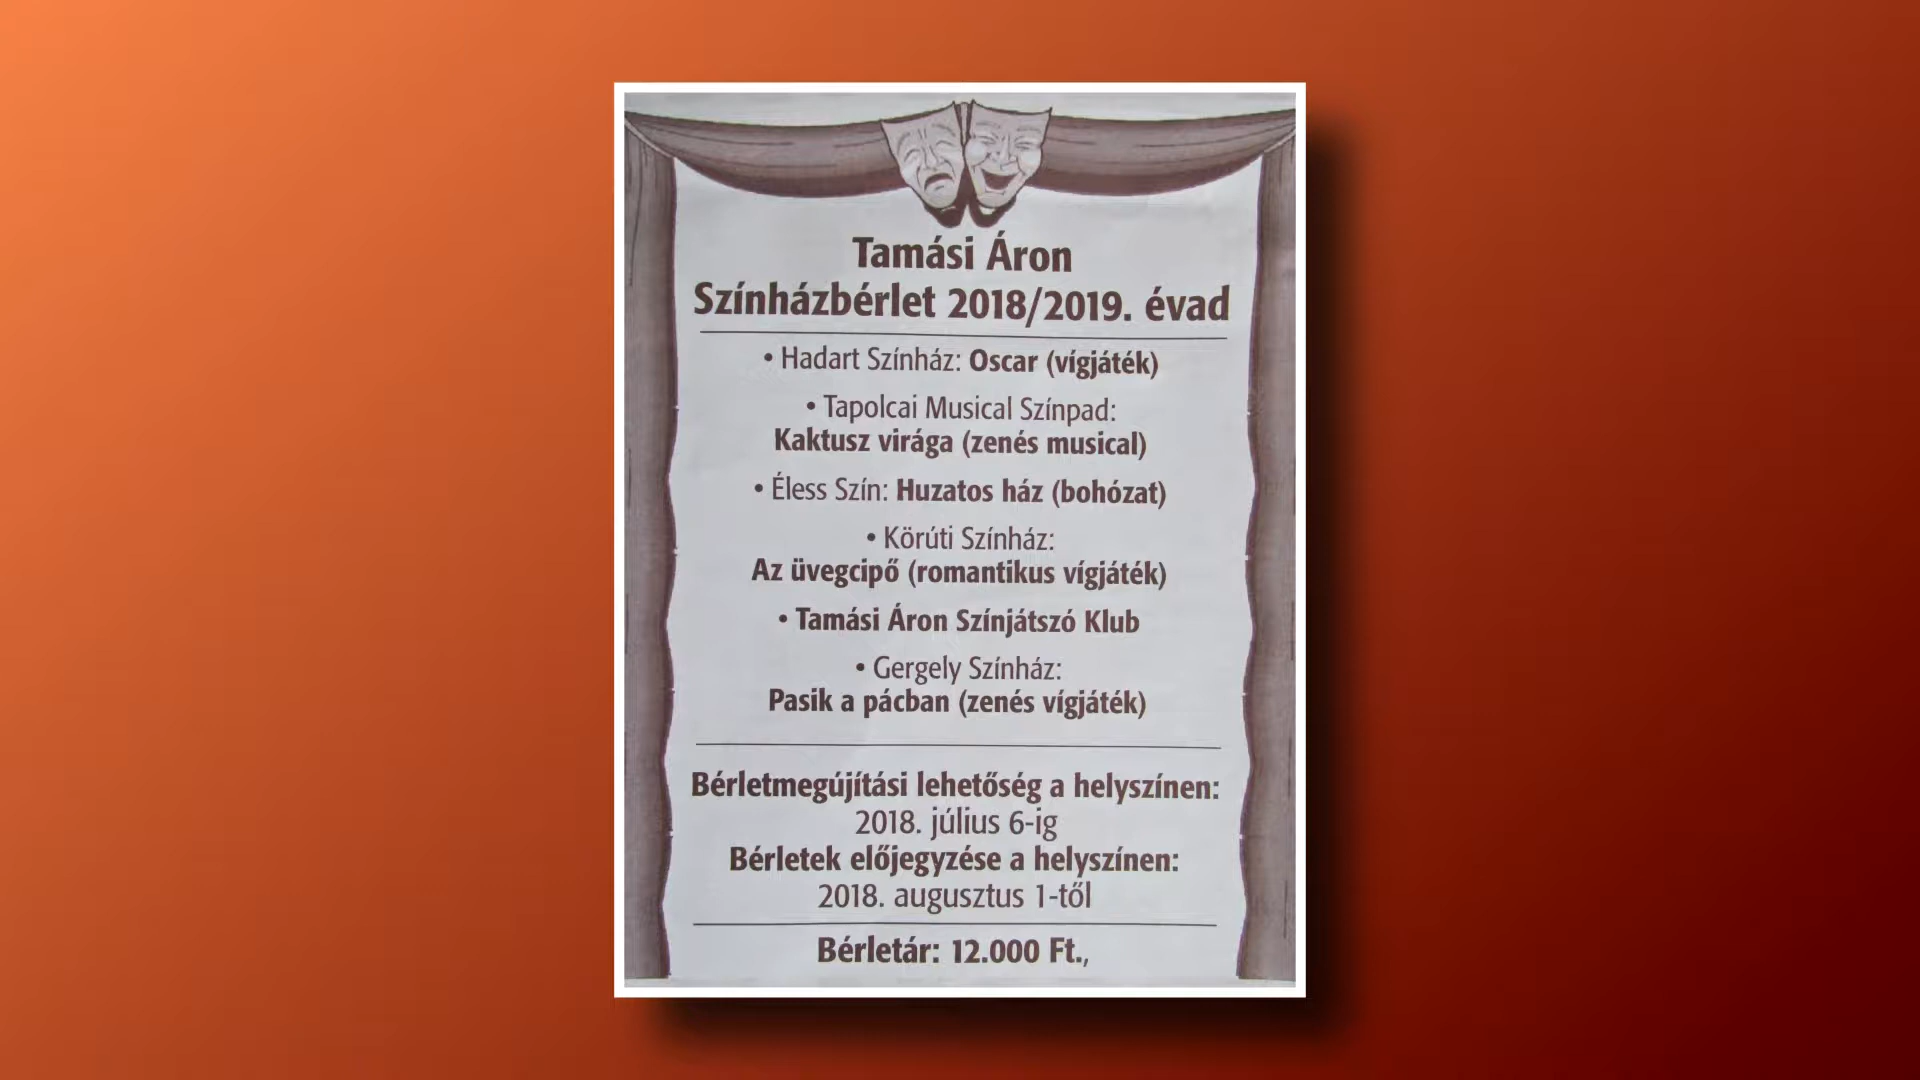 Tamási Áron
Színházbérlet 2018/2019. évad
• Hadart Színház: Oscar (vígjáték)
• Tapolcai Musical Színpad:
Kaktusz virága (zenés musical)
• Éless Szín: Huzatos ház (bohózat)
• Körúti Színház:
Az üvegcipő (romantikus vígjáték)
• Tamási Áron Színjátszó Klub
• Gergely Színház:
Pasik a pácban (zenés vígjáték)
Bérletmegújítási lehetőség a helyszínen:
2018. július 6-ig
Bérletek előjegyzése a helyszínen:
2018. augusztus 1-től
Bérletár: 12.000 Ft.,